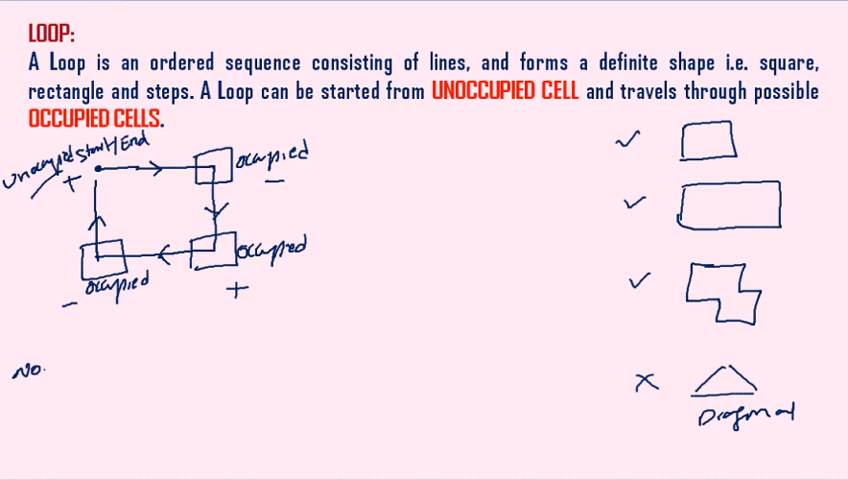 LOOP:
A Loop is an ordered sequence consisting of lines, and forms a definite shape i.e. square,
rectangle and steps. A Loop can be started from UNOCCUPIED CELL and travels through possible
OCCUPIED CELLS.
Unoccupied Start/End
+
occupied
-
occupied
+
occupied
-
No.
Diagonal